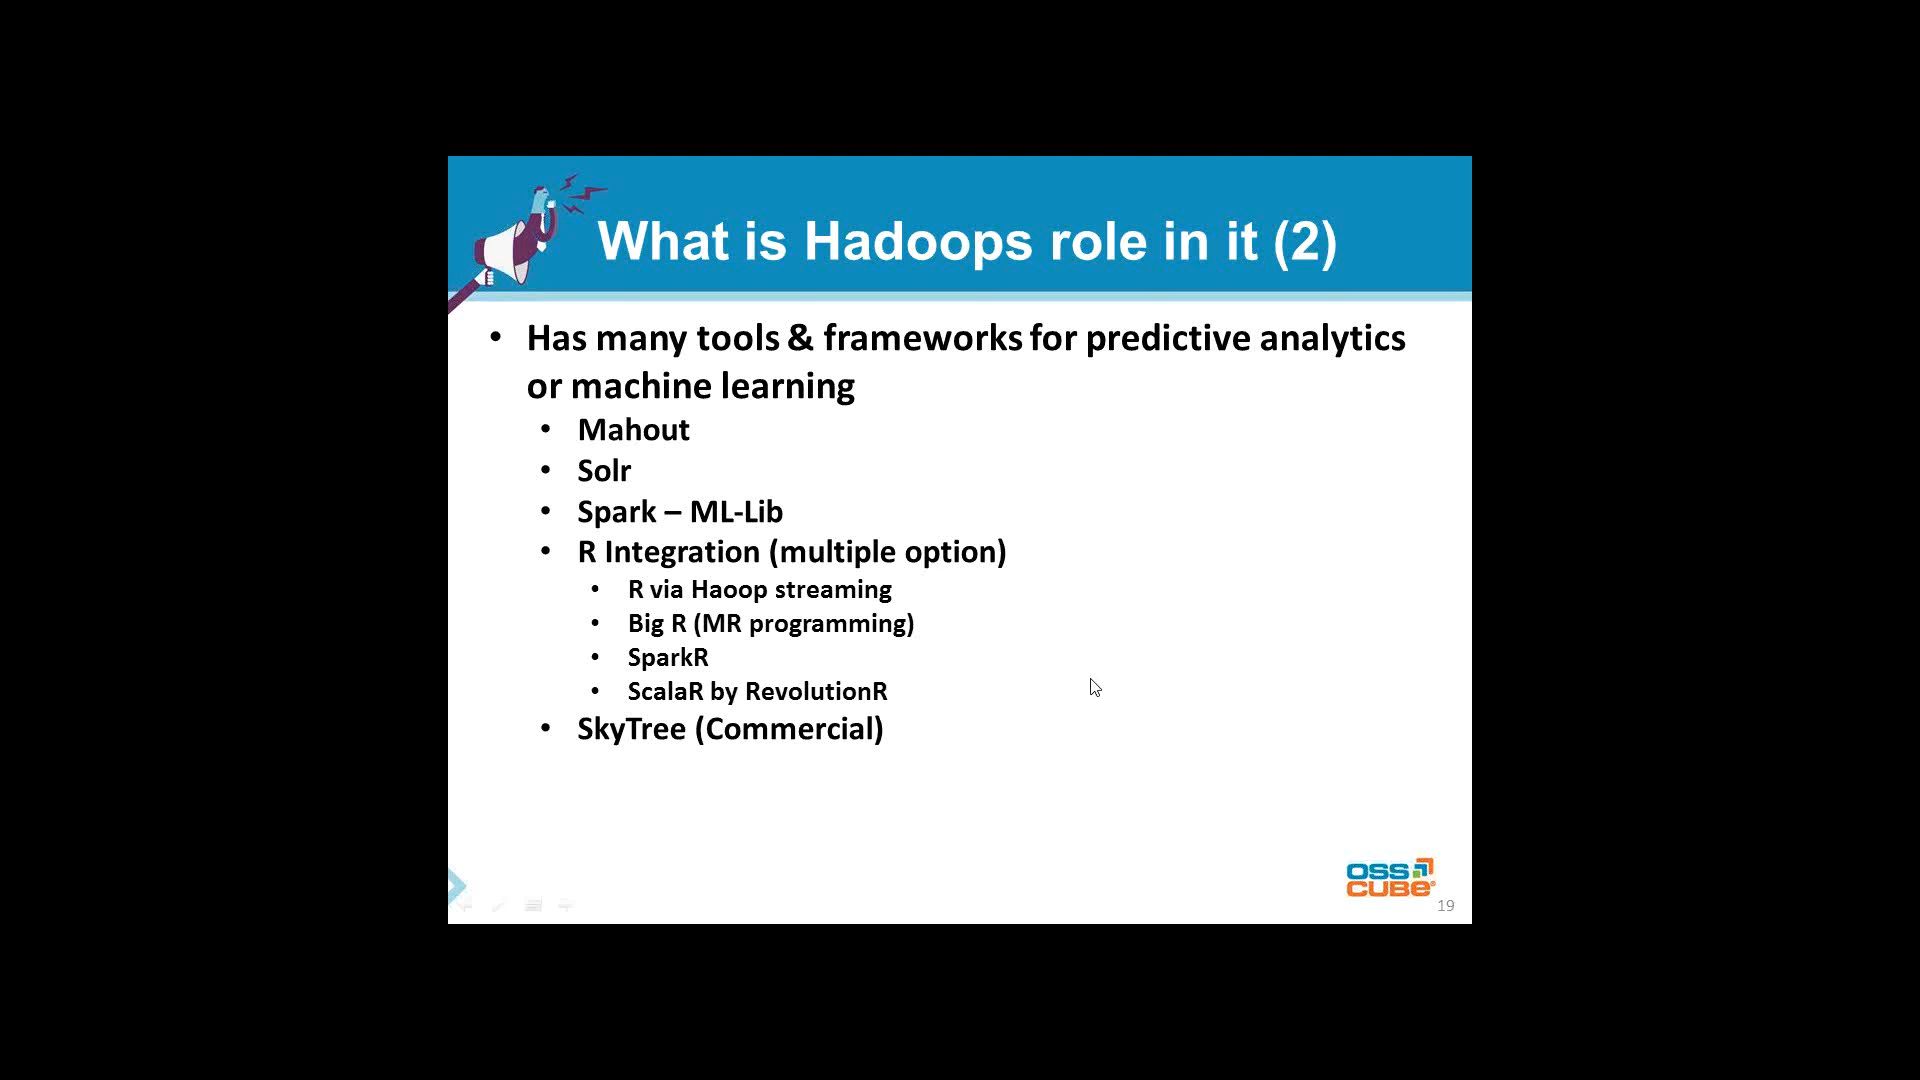 What is Hadoops role in it (2)
• Has many tools & frameworks for predictive analytics
or machine learning
• Mahout
• Solr
• Spark – ML-Lib
• R Integration (multiple option)
• R via Haoop streaming
• Big R (MR programming)
• SparkR
• ScalaR by RevolutionR
• SkyTree (Commercial)
OSS
CUBE
19